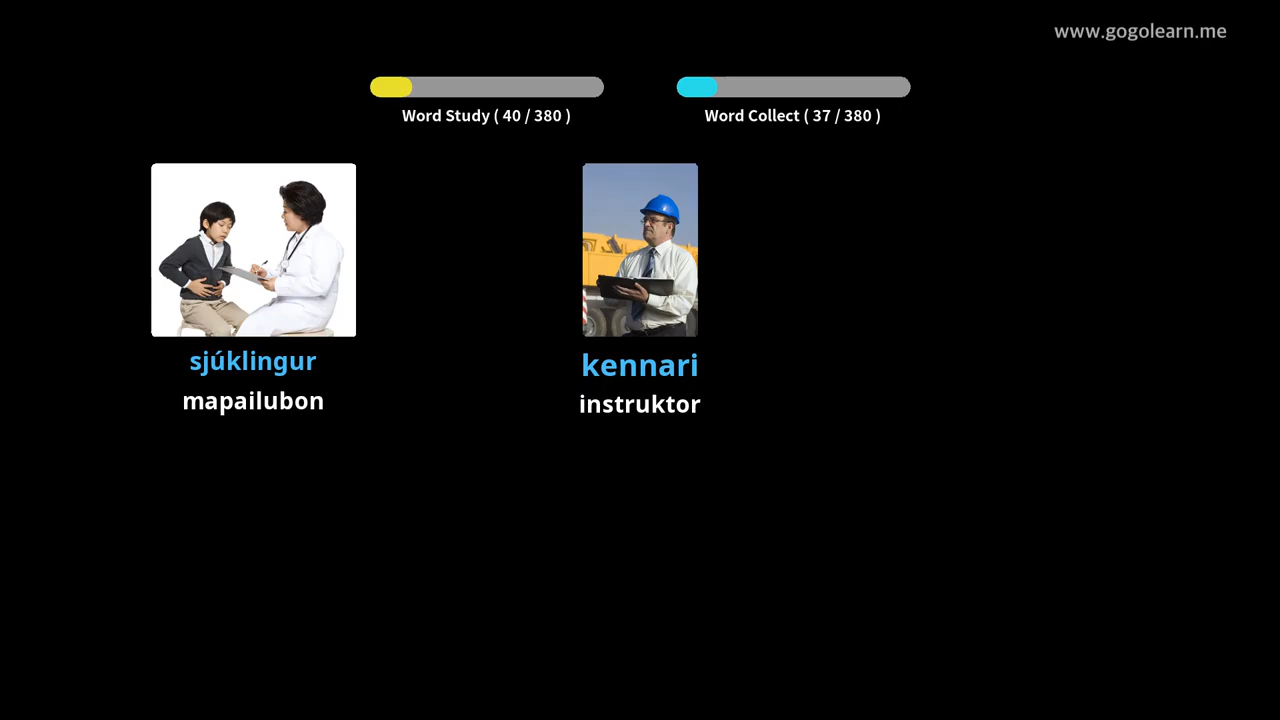 www.gogolearn.me
Word Study ( 40 / 380 )
Word Collect ( 37 / 380 )
sjúklingur
mapailubon
kennari
instruktor